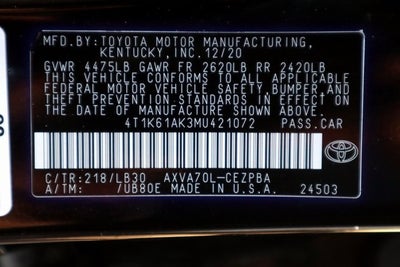 MFD.BY:TOYOTA MOTOR MANUFACTURING,
KENTUCKY,INC.12/20
GVWR 4475LB GAWR FR 2620LB RR 2420LB
THIS VEHICLE CONFORMS TO ALL APPLICABLE
FEDERAL MOTOR VEHICLE SAFETY, BUMPER, AND
THEFT PREVENTION STANDARDS IN EFFECT ON THE
DATE OF MANUFACTURE SHOWN ABOVE.
4T1K61AK3MU421072 PASS.CAR
C/TR:218/LB30 AXVA70L-CEZPBA
A/TM: /UB80E MADE IN U.S.A. 24503
TOYOTA